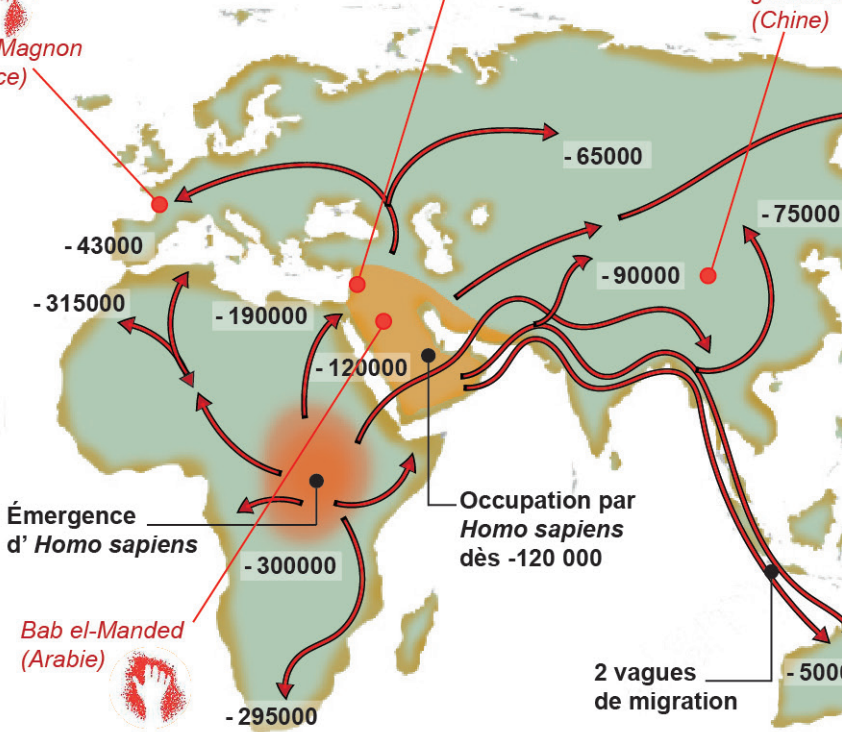 (Chine)
Magnon
- 65000
- 75000
- 43000
- 90000
- 315000
- 190000
- 120000
Émergence
d' Homo sapiens
Occupation par
Homo sapiens
dès -120 000
- 300000
Bab el-Manded
(Arabie)
2 vagues
de migration
- 295000